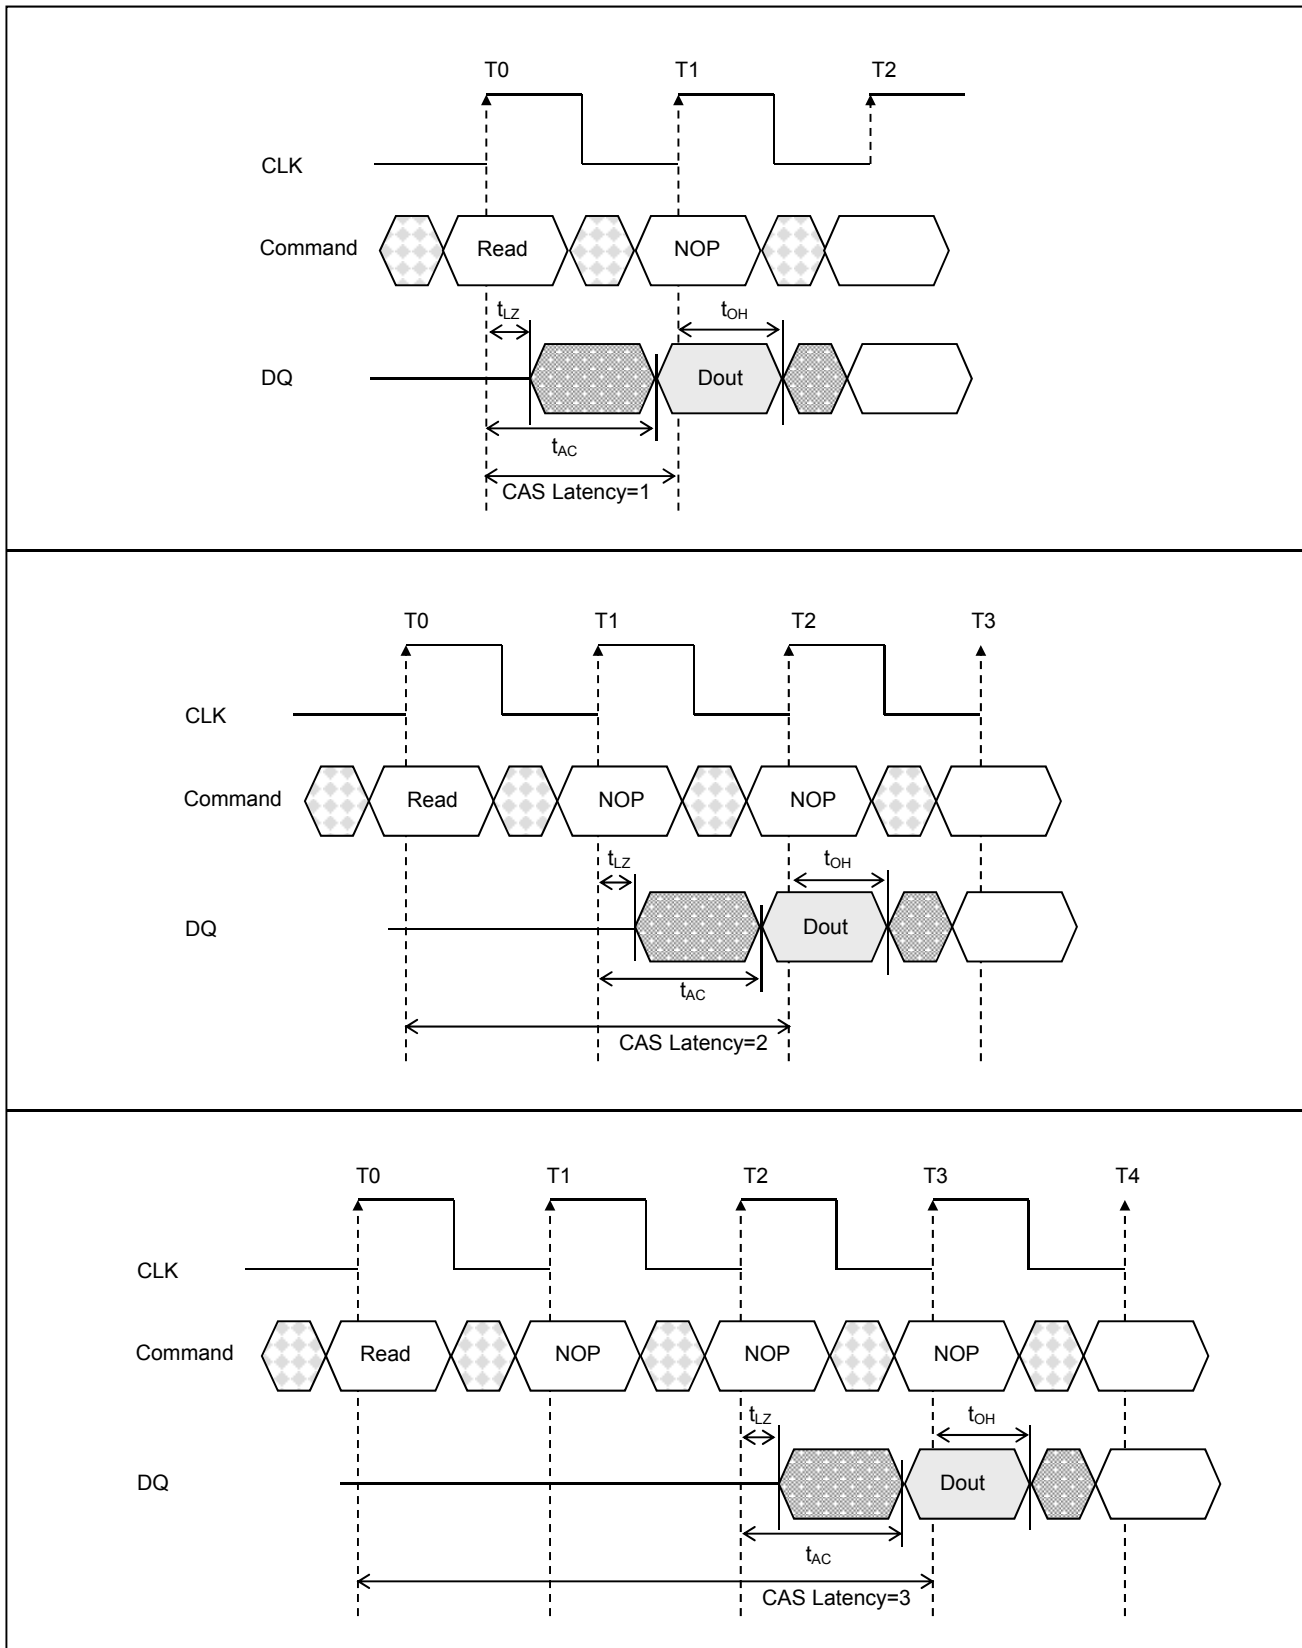 T0 T1 T2
CLK
Command Read NOP
tLZ tOH
DQ Dout
tAC
CAS Latency=1
T0 T1 T2 T3
CLK
Command Read NOP NOP
tLZ tOH
DQ Dout
tAC
CAS Latency=2
T0 T1 T2 T3 T4
CLK
Command Read NOP NOP NOP
tLZ tOH
DQ Dout
tAC
CAS Latency=3